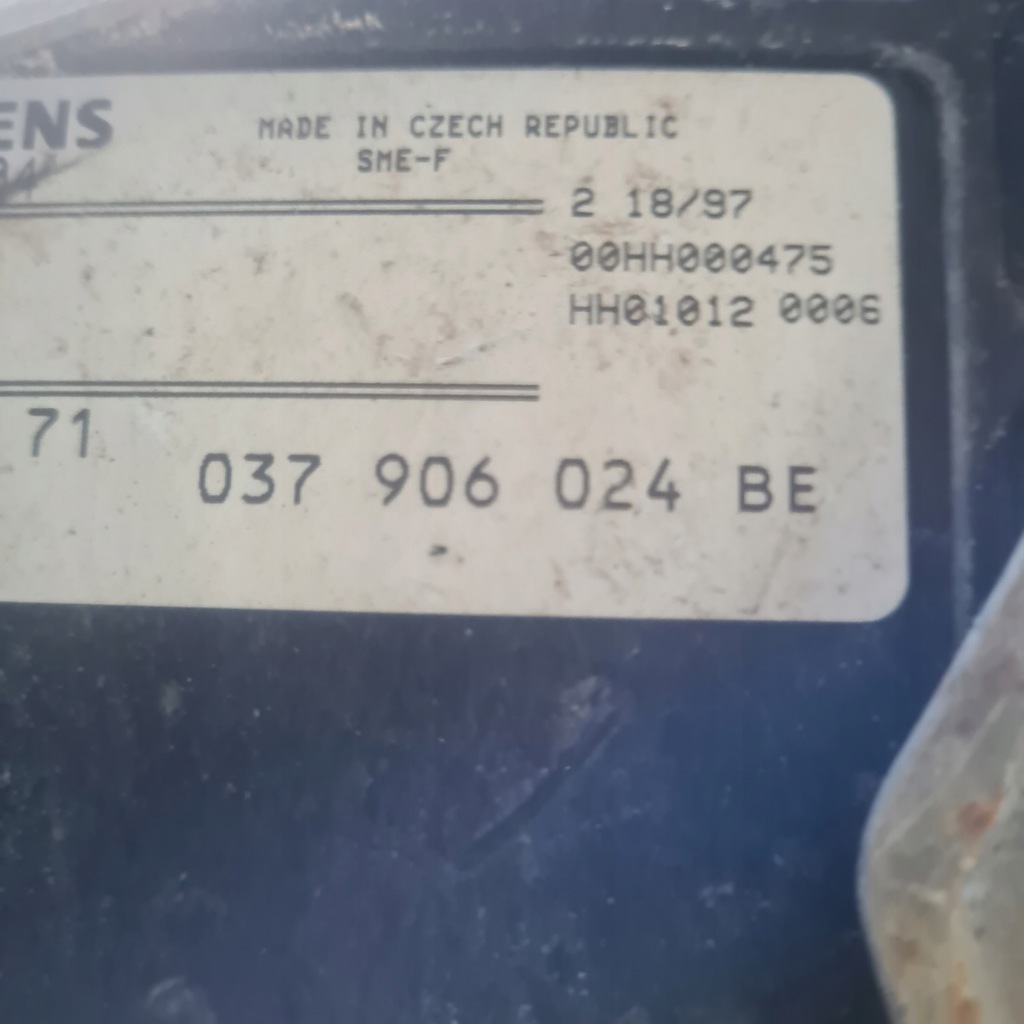 ENS
MADE IN CZECH REPUBLIC
SME-F
2 18/97
00HH000475
HH01012 0006
71
037 906 024 BE